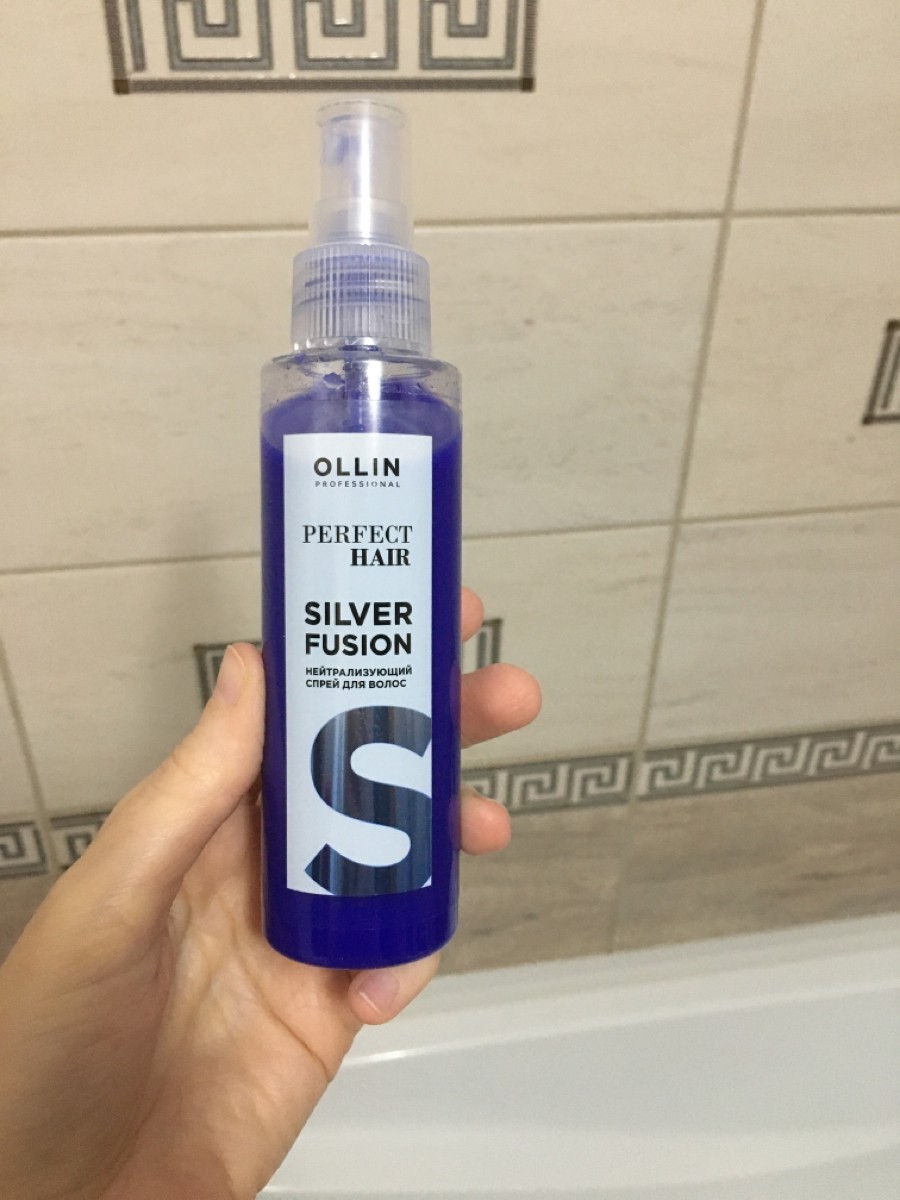 OLLIN
PROFESSIONAL
PERFECT
HAIR
SILVER
FUSION
НЕЙТРАЛИЗУЮЩИЙ
СПРЕЙ ДЛЯ ВОЛОС
S